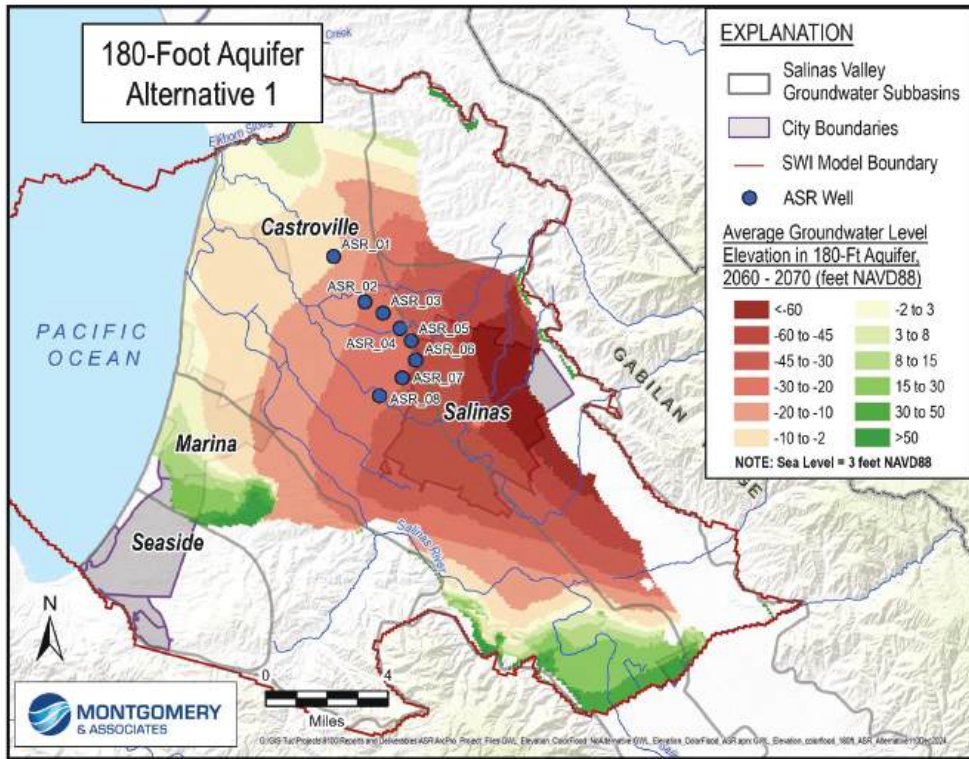 180-Foot Aquifer
Alternative 1
Creek
Elkhorn Slough
Castroville
ASR_01
ASR_02
ASR_03
ASR_05
ASR_04
ASR_06
ASR_07
ASR_08
Salinas
PACIFIC
OCEAN
Marina
Seaside
Salinas River
GABILAN
GE
N
0
4
Miles
MONTGOMERY
& ASSOCIATES
EXPLANATION
Salinas Valley
Groundwater Subbasins
City Boundaries
SWI Model Boundary
ASR Well
Average Groundwater Level
Elevation in 180-Ft Aquifer,
2060 - 2070 (feet NAVD88)
<-60
-60 to -45
-45 to -30
-30 to -20
-20 to -10
-10 to -2
-2 to 3
3 to 8
8 to 15
15 to 30
30 to 50
>50
NOTE: Sea Level = 3 feet NAVD88